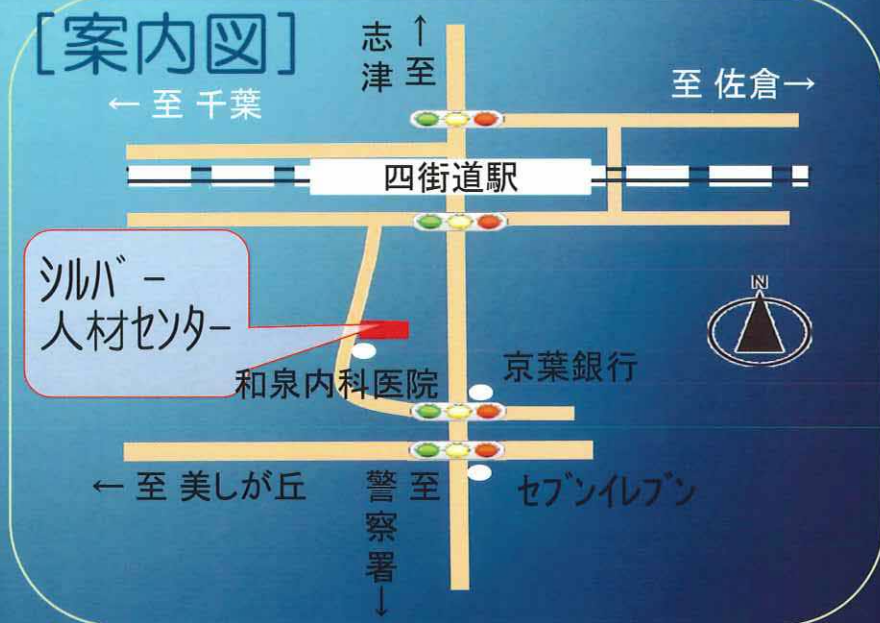 [案内図]
志津
↑至
← 至 千葉
至 佐倉→
四街道駅
シルバー
人材センター
N
和泉内科医院
京葉銀行
← 至 美しが丘
至
警察署↓
セブンイレブン